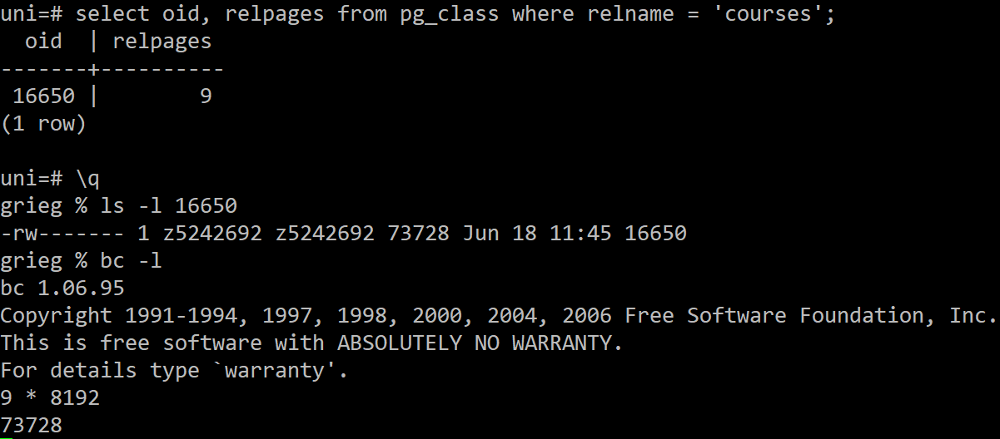 uni=# select oid, relpages from pg_class where relname = 'courses';
  oid  | relpages
-------+----------
 16650 |        9
(1 row)

uni=# \q
grieg % ls -l 16650
-rw------- 1 z5242692 z5242692 73728 Jun 18 11:45 16650
grieg % bc -l
bc 1.06.95
Copyright 1991-1994, 1997, 1998, 2000, 2004, 2006 Free Software Foundation, Inc.
This is free software with ABSOLUTELY NO WARRANTY.
For details type `warranty'.
9 * 8192
73728